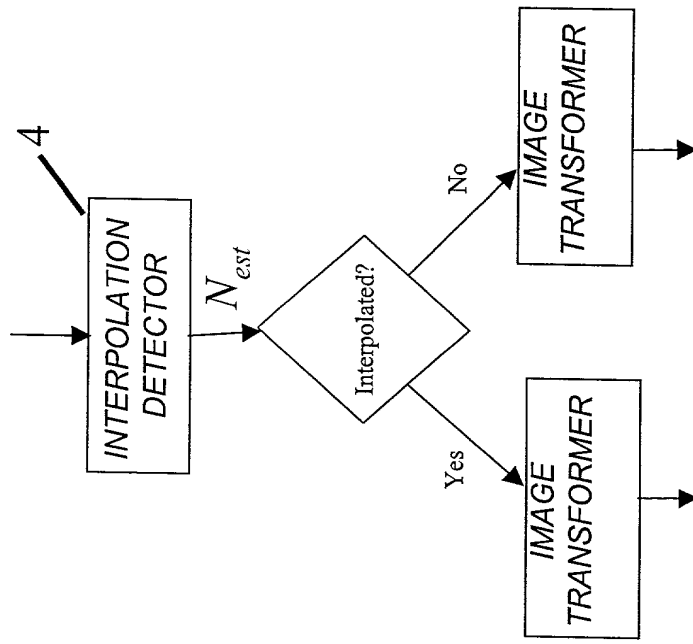 4
INTERPOLATION
DETECTOR
N_est
Interpolated?
Yes
No
IMAGE
TRANSFORMER
IMAGE
TRANSFORMER